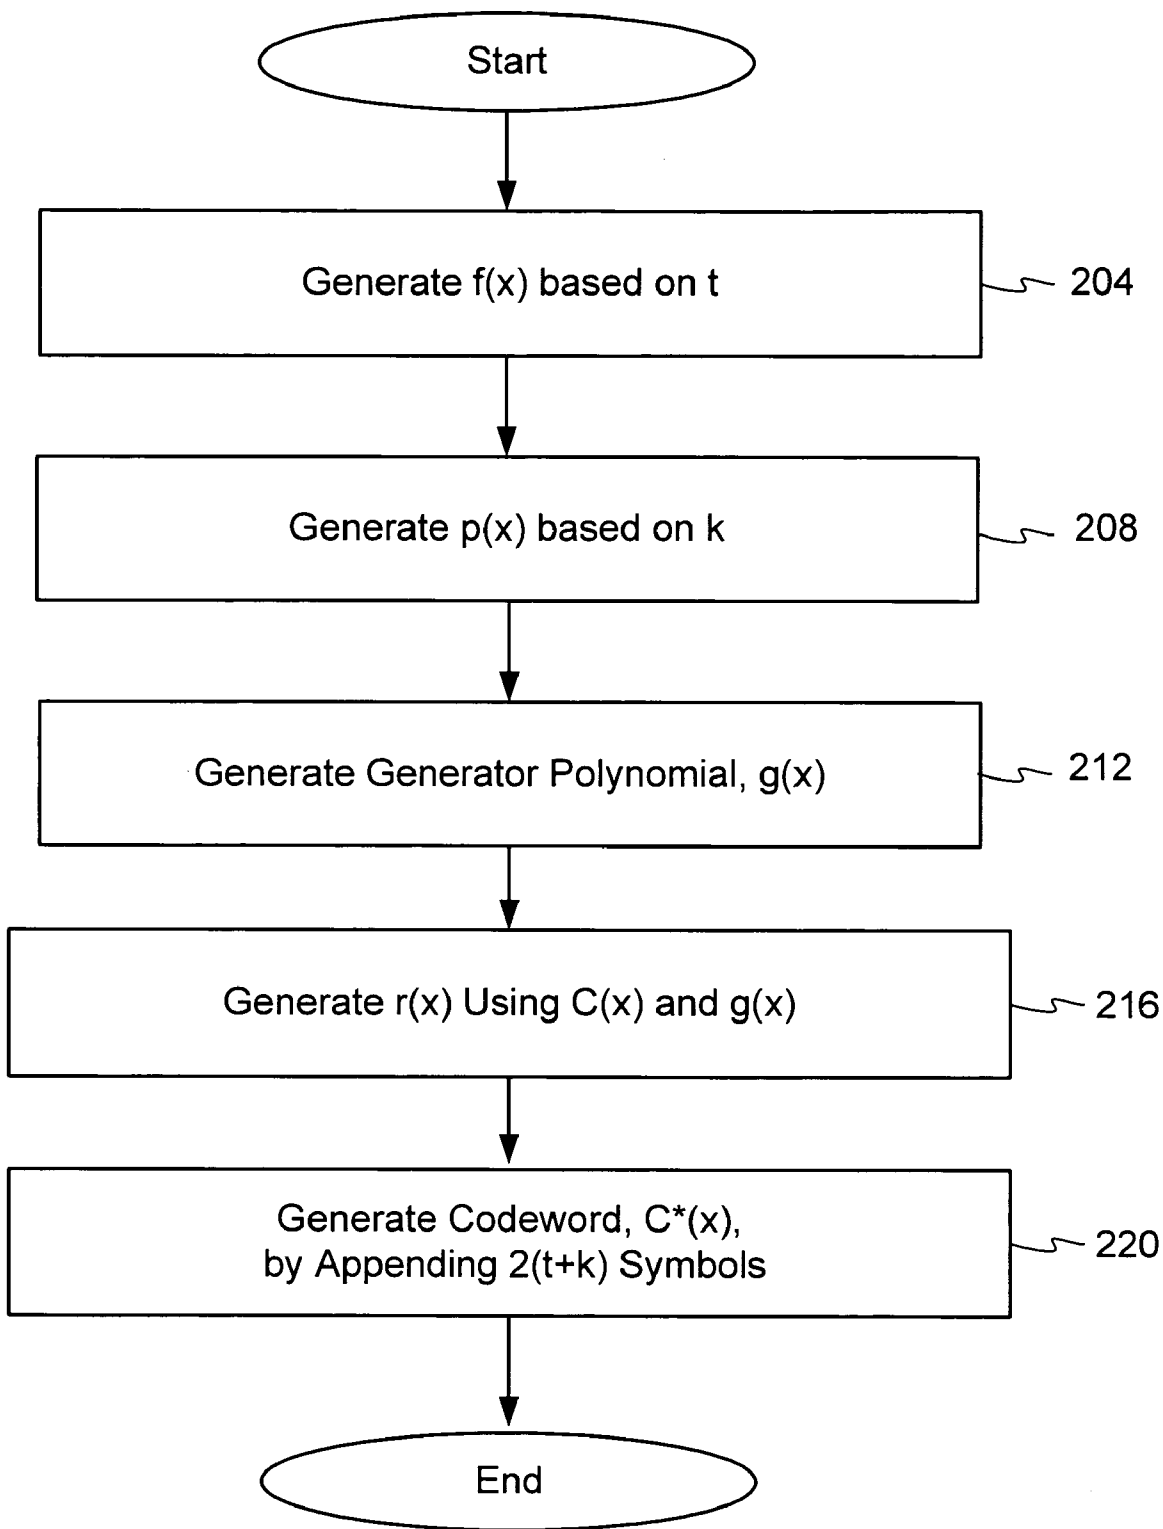 Start
Generate f(x) based on t
204
Generate p(x) based on k
208
Generate Generator Polynomial, g(x)
212
Generate r(x) Using C(x) and g(x)
216
Generate Codeword, C*(x),
by Appending 2(t+k) Symbols
220
End